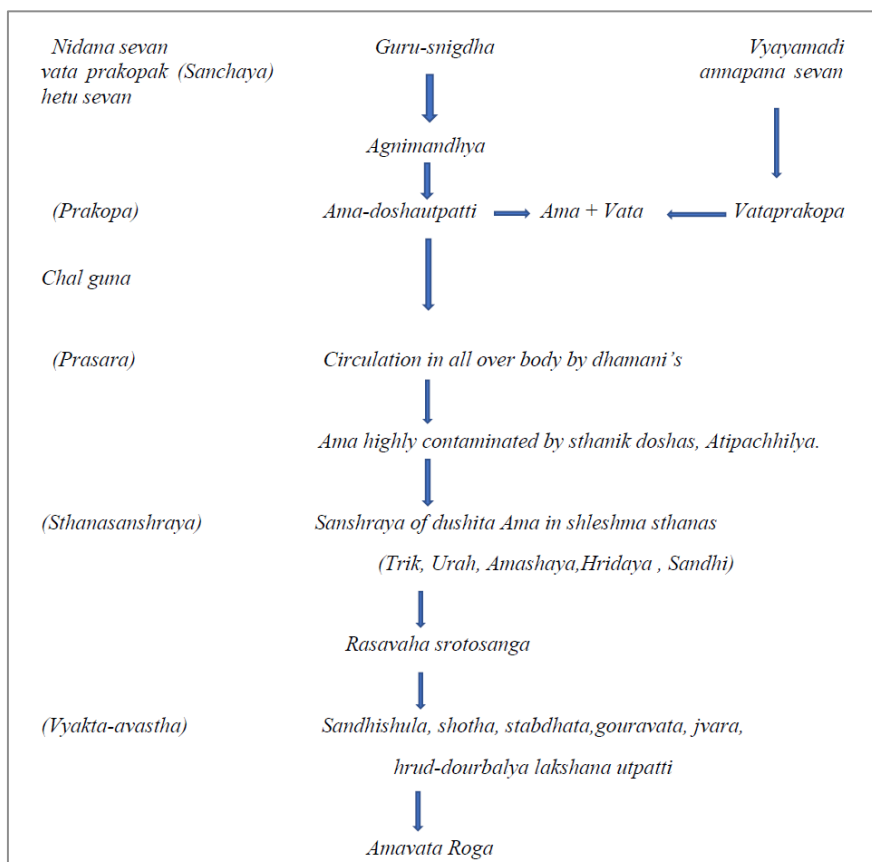 Nidana sevan
vata prakopak (Sanchaya)
hetu sevan
Guru-snigdha
Vyayamadi
annapana sevan
Agnimandhya
(Prakopa)
Ama-doshautpatti
Ama + Vata
Vataprakopa
Chal guna
(Prasara)
Circulation in all over body by dhamani's
Ama highly contaminated by sthanik doshas, Atipachhilya.
(Sthanasanshraya)
Sanshraya of dushita Ama in shleshma sthanas
(Trik, Urah, Amashaya,Hridaya , Sandhi)
Rasavaha srotosanga
(Vyakta-avastha)
Sandhishula, shotha, stabdhata,gouravata, jvara,
hrud-dourbalya lakshana utpatti
Amavata Roga